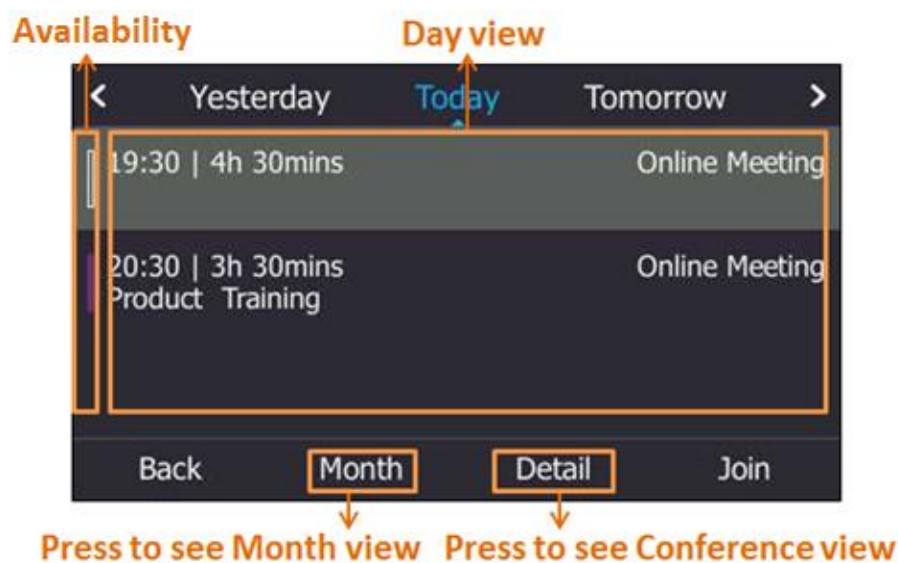 Availability Day view
< Yesterday Today Tomorrow >
19:30 | 4h 30mins Online Meeting
20:30 | 3h 30mins Online Meeting
Product Training
Back Month Detail Join
Press to see Month view Press to see Conference view